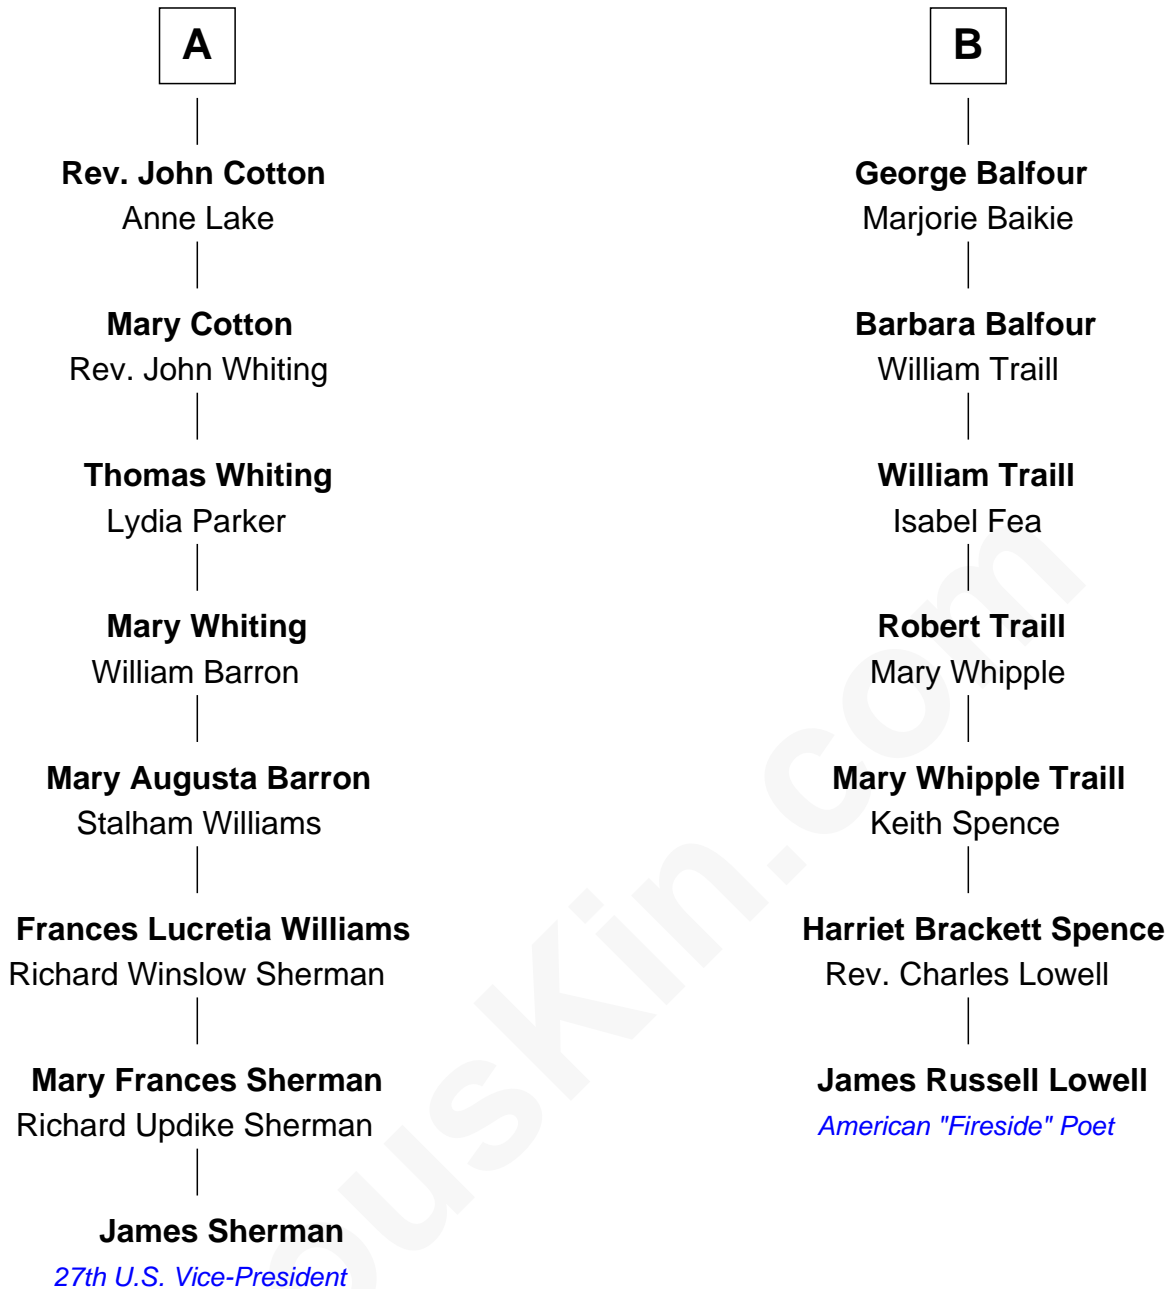 A
Rev. John Cotton
Anne Lake
Mary Cotton
Rev. John Whiting
Thomas Whiting
Lydia Parker
Mary Whiting
William Barron
Mary Augusta Barron
Stalham Williams
Frances Lucretia Williams
Richard Winslow Sherman
Mary Frances Sherman
Richard Updike Sherman
James Sherman
27th U.S. Vice-President
B
George Balfour
Marjorie Baikie
Barbara Balfour
William Traill
William Traill
Isabel Fea
Robert Traill
Mary Whipple
Mary Whipple Traill
Keith Spence
Harriet Brackett Spence
Rev. Charles Lowell
James Russell Lowell
American "Fireside" Poet
ouskin.com